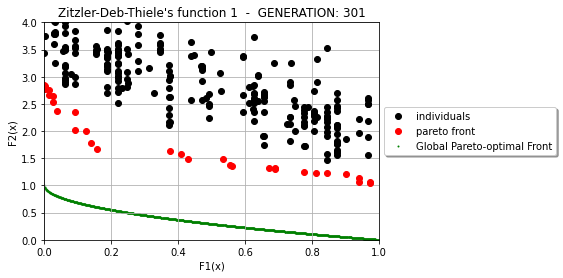 Zitzler-Deb-Thiele's function 1 - GENERATION: 301
4.0
3.5
3.0
2.5
2.0
1.5
1.0
0.5
0.0
F2(x)
0.0 0.2 0.4 0.6 0.8 1.0
F1(x)
individuals
pareto front
Global Pareto-optimal Front